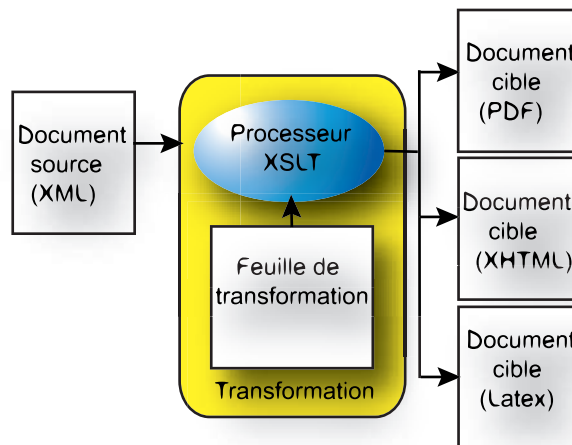 Document
source
(XML)
Processeur
XSLT
Feuille de
transformation
Transformation
Document
cible
(PDF)
Document
cible
(XHTML)
Document
cible
(Latex)